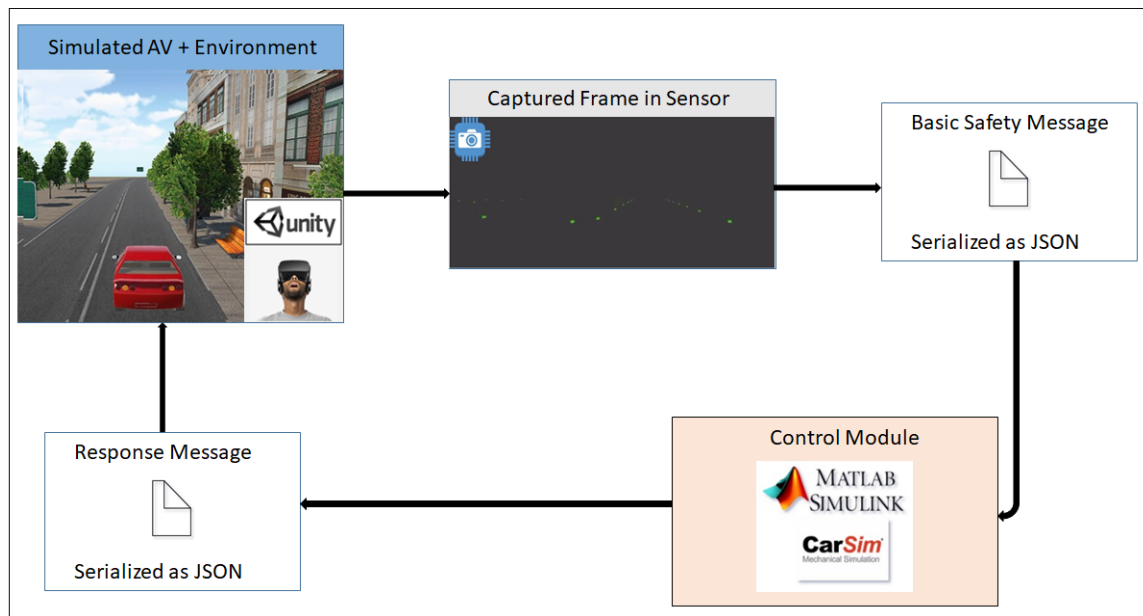 Simulated AV + Environment
unity
Captured Frame in Sensor
Basic Safety Message
Serialized as JSON
Control Module
MATLAB
SIMULINK
CarSim
Mechanical Simulation
Response Message
Serialized as JSON